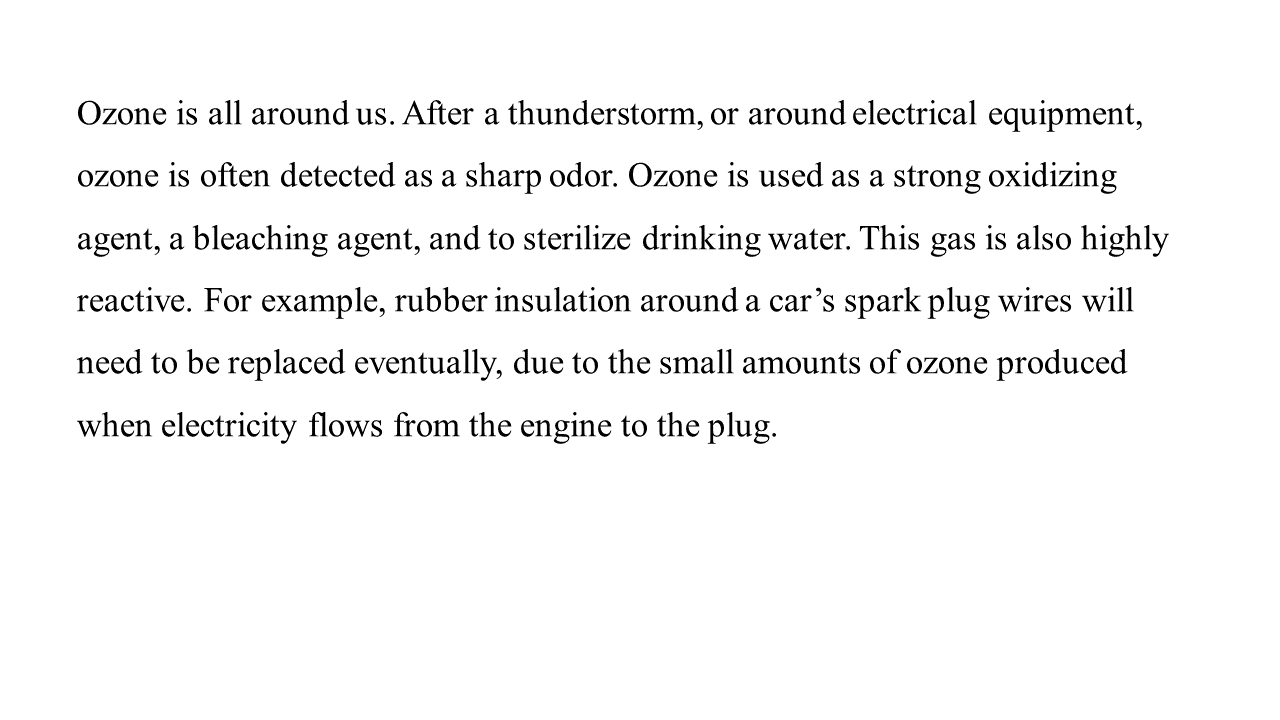 Ozone is all around us. After a thunderstorm, or around electrical equipment,
ozone is often detected as a sharp odor. Ozone is used as a strong oxidizing
agent, a bleaching agent, and to sterilize drinking water. This gas is also highly
reactive. For example, rubber insulation around a car’s spark plug wires will
need to be replaced eventually, due to the small amounts of ozone produced
when electricity flows from the engine to the plug.